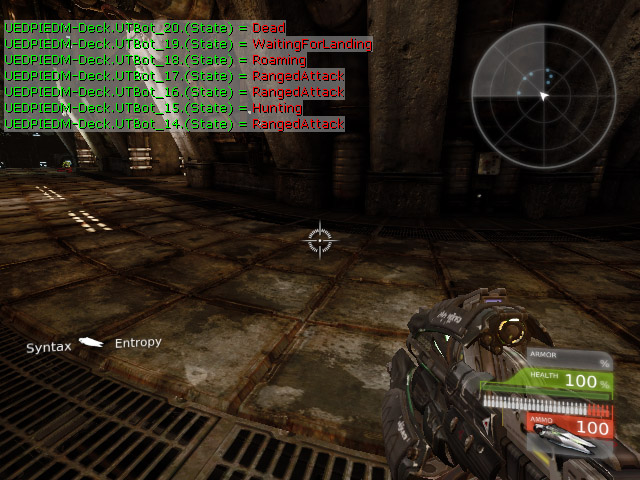 UEDPIEDM-Deck.UTBot_20.(State) = Dead
UEDPIEDM-Deck.UTBot_19.(State) = WaitingForLanding
UEDPIEDM-Deck.UTBot_18.(State) = Roaming
UEDPIEDM-Deck.UTBot_17.(State) = RangedAttack
UEDPIEDM-Deck.UTBot_16.(State) = RangedAttack
UEDPIEDM-Deck.UTBot_15.(State) = Hunting
UEDPIEDM-Deck.UTBot_14.(State) = RangedAttack
Syntax Entropy
ARMOR %
HEALTH 100 %
AMMO 100